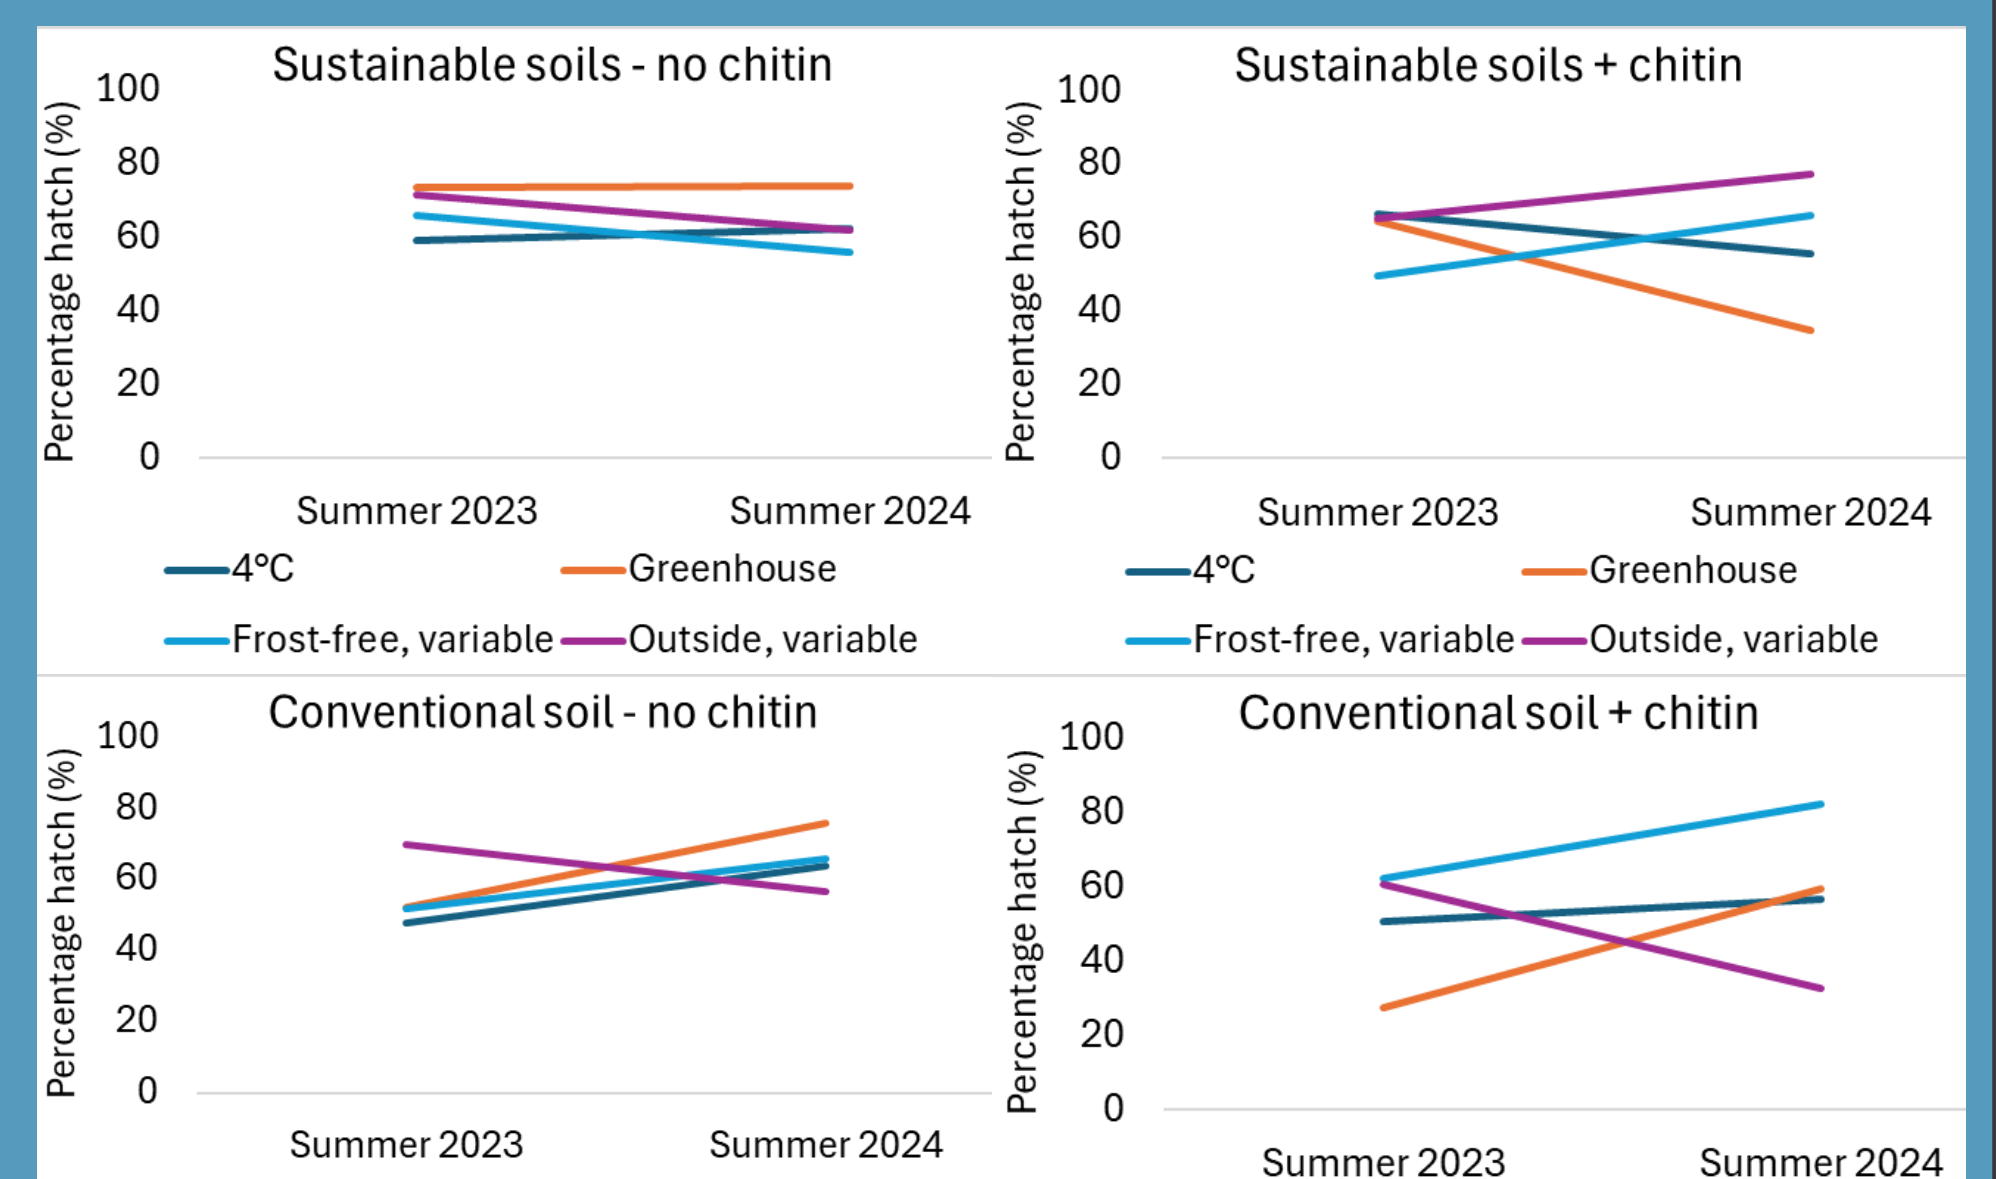 Sustainable soils - no chitin
Percentage hatch (%)
100
80
60
40
20
0
Summer 2023 Summer 2024
4°C Greenhouse
Frost-free, variable Outside, variable
Sustainable soils + chitin
Percentage hatch (%)
100
80
60
40
20
0
Summer 2023 Summer 2024
4°C Greenhouse
Frost-free, variable Outside, variable
Conventional soil - no chitin
Percentage hatch (%)
100
80
60
40
20
0
Summer 2023 Summer 2024
Conventional soil + chitin
Percentage hatch (%)
100
80
60
40
20
0
Summer 2023 Summer 2024